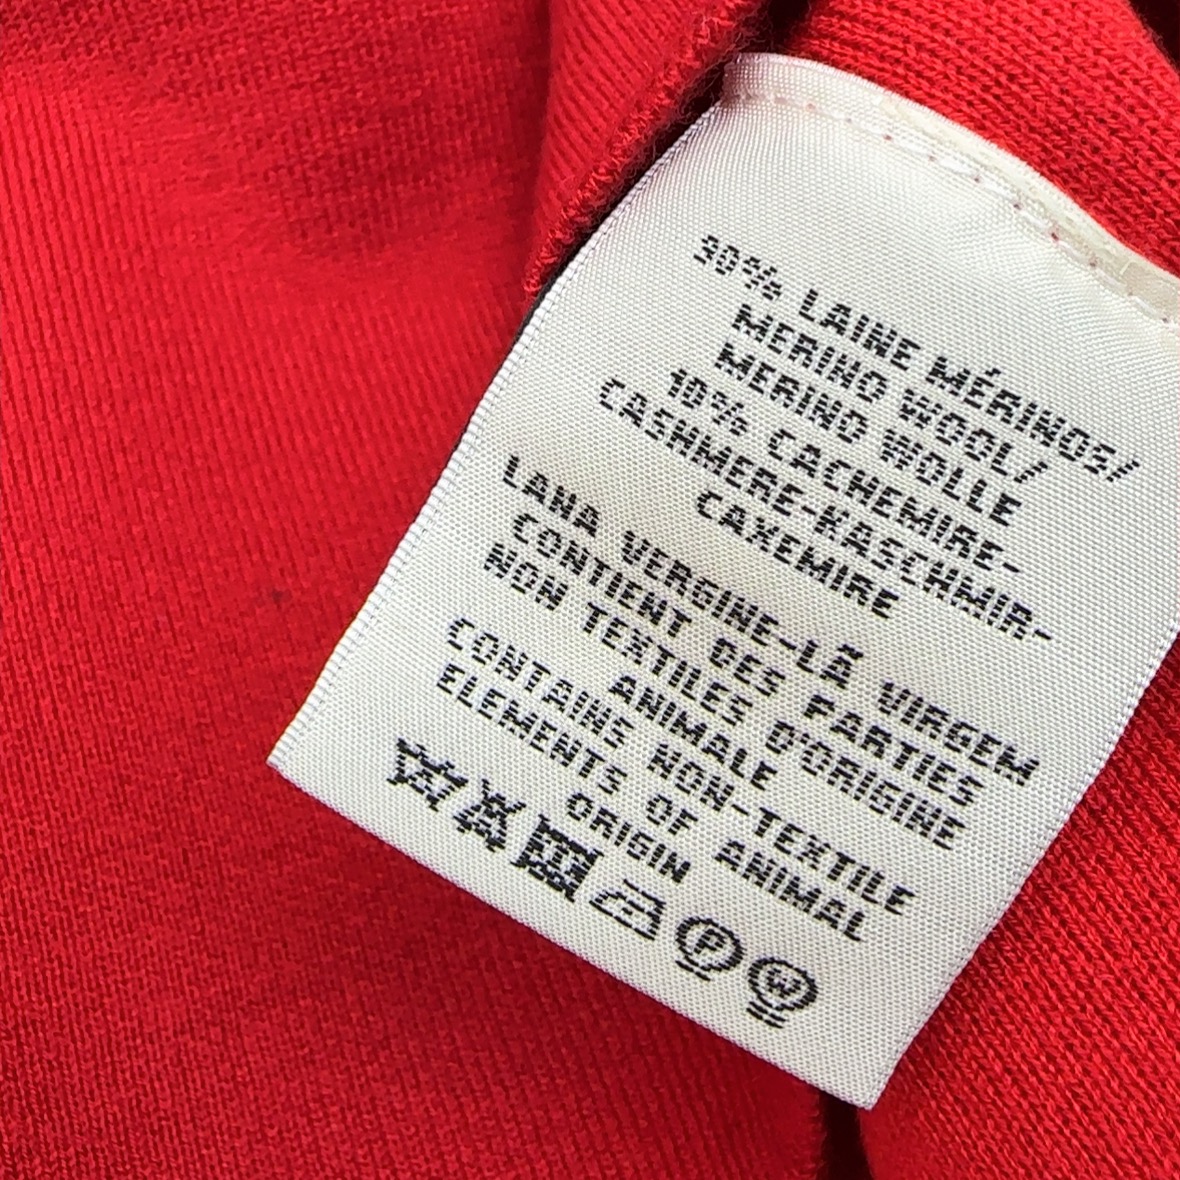 90% LAINE MÉRINOS/
MERINO WOOL/
MERINO WOLLE
10% CACHEMIRE-
CASHMERE-KASCHMIR-
CAXEMIRE
LANA VERGINE-LÃ VIRGEM
CONTIENT DES PARTIES
NON TEXTILES D'ORIGINE
ANIMALE
CONTAINS NON-TEXTILE
ELEMENTS OF ANIMAL
ORIGIN
P W